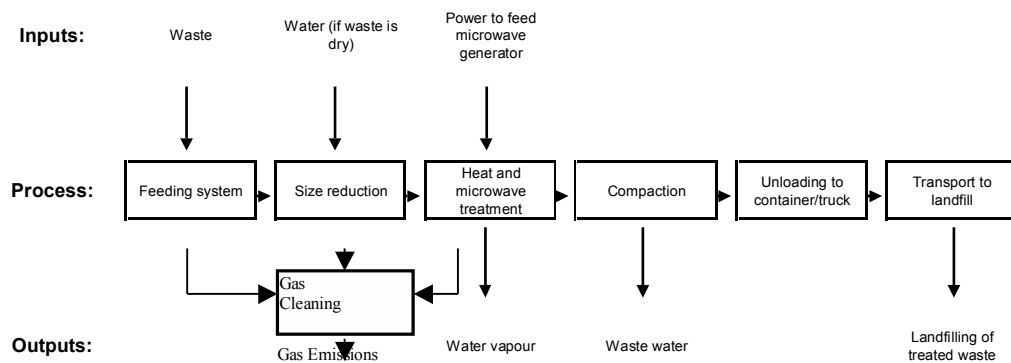 Inputs:
Waste
Water (if waste is
dry)
Power to feed
microwave
generator
Process:
Feeding system
Size reduction
Heat and
microwave
treatment
Compaction
Unloading to
container/truck
Transport to
landfill
Gas
Cleaning
Outputs:
Gas Emissions
Water vapour
Waste water
Landfilling of
treated waste